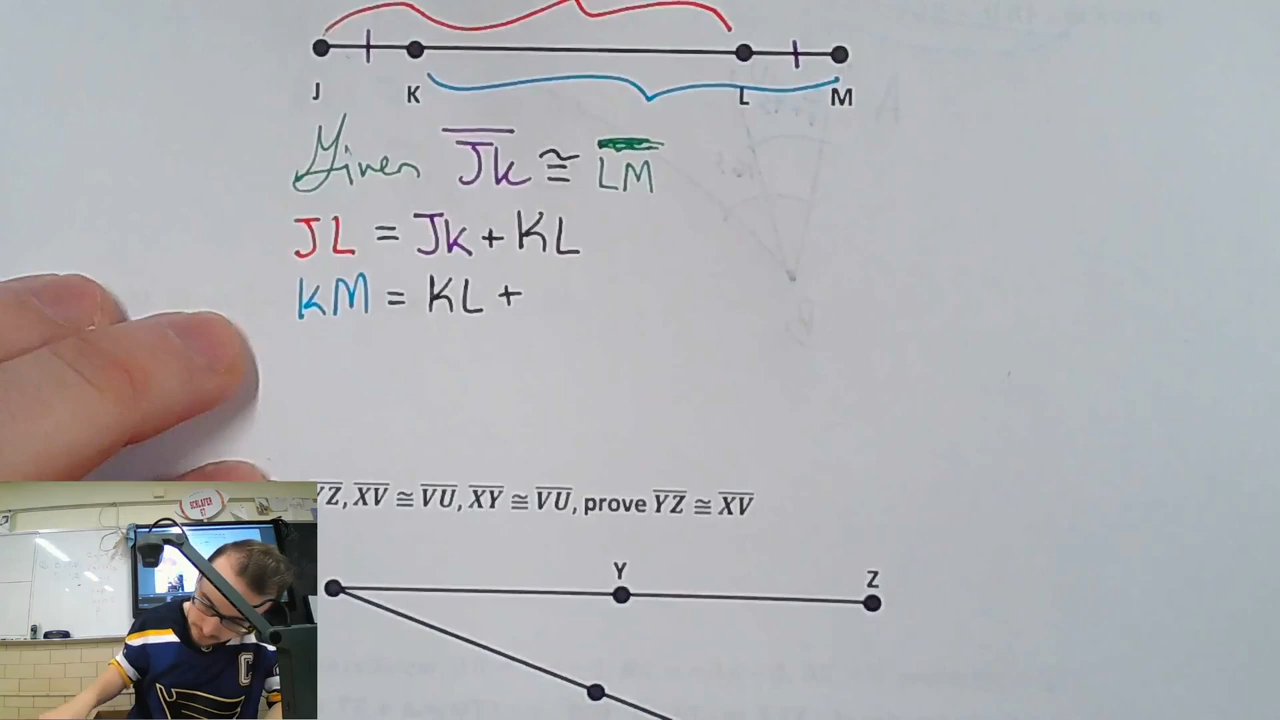 J K L M
Given JK ≅ LM
JL = JK + KL
KM = KL +
YZ, XV ≅ VU, XY ≅ VU, prove YZ ≅ XV
Y Z
C